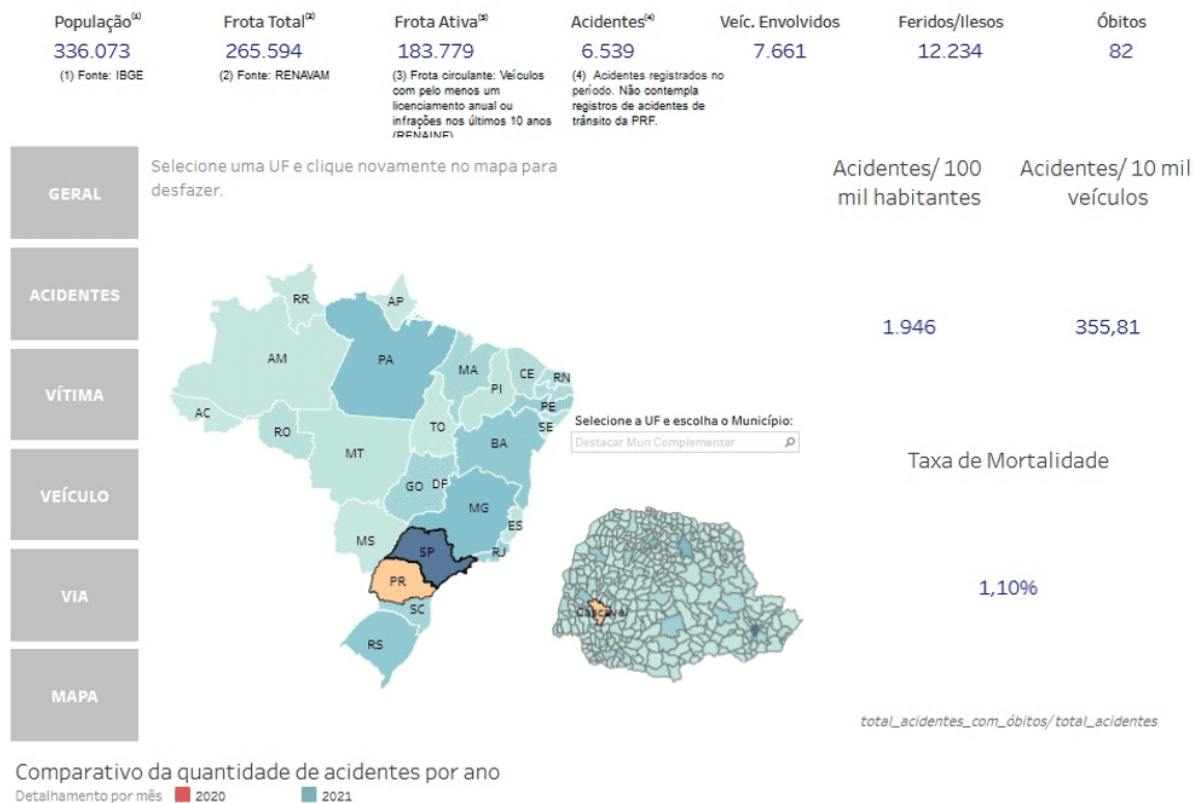 População(1)
336.073
(1) Fonte: IBGE
Frota Total(2)
265.594
(2) Fonte: RENAVAM
Frota Ativa(3)
183.779
(3) Frota circulante: Veículos
com pelo menos um
licenciamento anual ou
infrações nos últimos 10 anos
(RENAINF)
Acidentes(4)
6.539
(4) Acidentes registrados no
período. Não contempla
registros de acidentes de
trânsito da PRF.
Veíc. Envolvidos
7.661
Feridos/Ilesos
12.234
Óbitos
82
GERAL
ACIDENTES
VÍTIMA
VEÍCULO
VIA
MAPA
Selecione uma UF e clique novamente no mapa para
desfazer.
RR
AP
AM
PA
MA
CE
RN
PI
PE
AC
TO
SE
RO
BA
MT
GO
DF
MG
ES
MS
SP
RJ
PR
SC
RS
Selecione a UF e escolha o Município:
Destacar Mun Complementar
Cascavel
Acidentes/ 100
mil habitantes
1.946
Acidentes/ 10 mil
veículos
355,81
Taxa de Mortalidade
1,10%
total_acidentes_com_óbitos/total_acidentes
Comparativo da quantidade de acidentes por ano
Detalhamento por mês 2020 2021